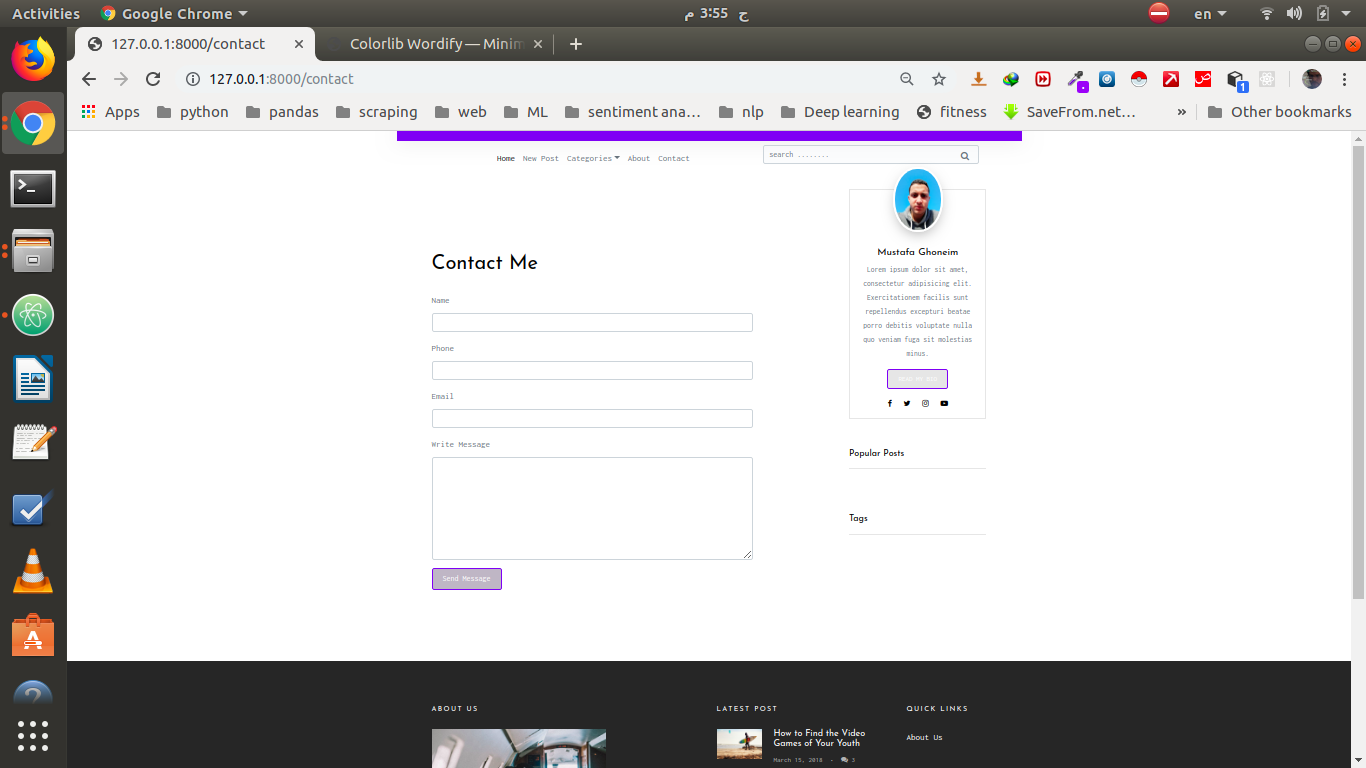 Activities Google Chrome م 3:55 ح en
127.0.0.1:8000/contact Colorlib Wordify — Minim
127.0.0.1:8000/contact
Apps python pandas scraping web ML sentiment ana… nlp Deep learning fitness SaveFrom.net… » Other bookmarks
Home New Post Categories About Contact search ........
Contact Me
Name
Phone
Email
Write Message
Send Message
Mustafa Ghoneim
Lorem ipsum dolor sit amet,
consectetur adipisicing elit.
Exercitationem facilis sunt
repellendus excepturi beatae
porro debitis voluptate nulla
quo veniam fuga sit molestias
minus.
Popular Posts
Tags
ABOUT US
LATEST POST
How to Find the Video
Games of Your Youth
March 15, 2018 • 3
QUICK LINKS
About Us